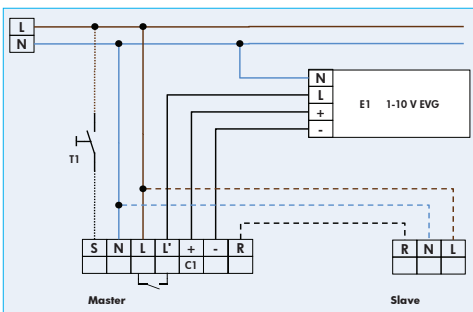 L
N
N
L
+
-
E1 1-10 V EVG
T1
S N L L' + - R
C1
R N L
Master
Slave